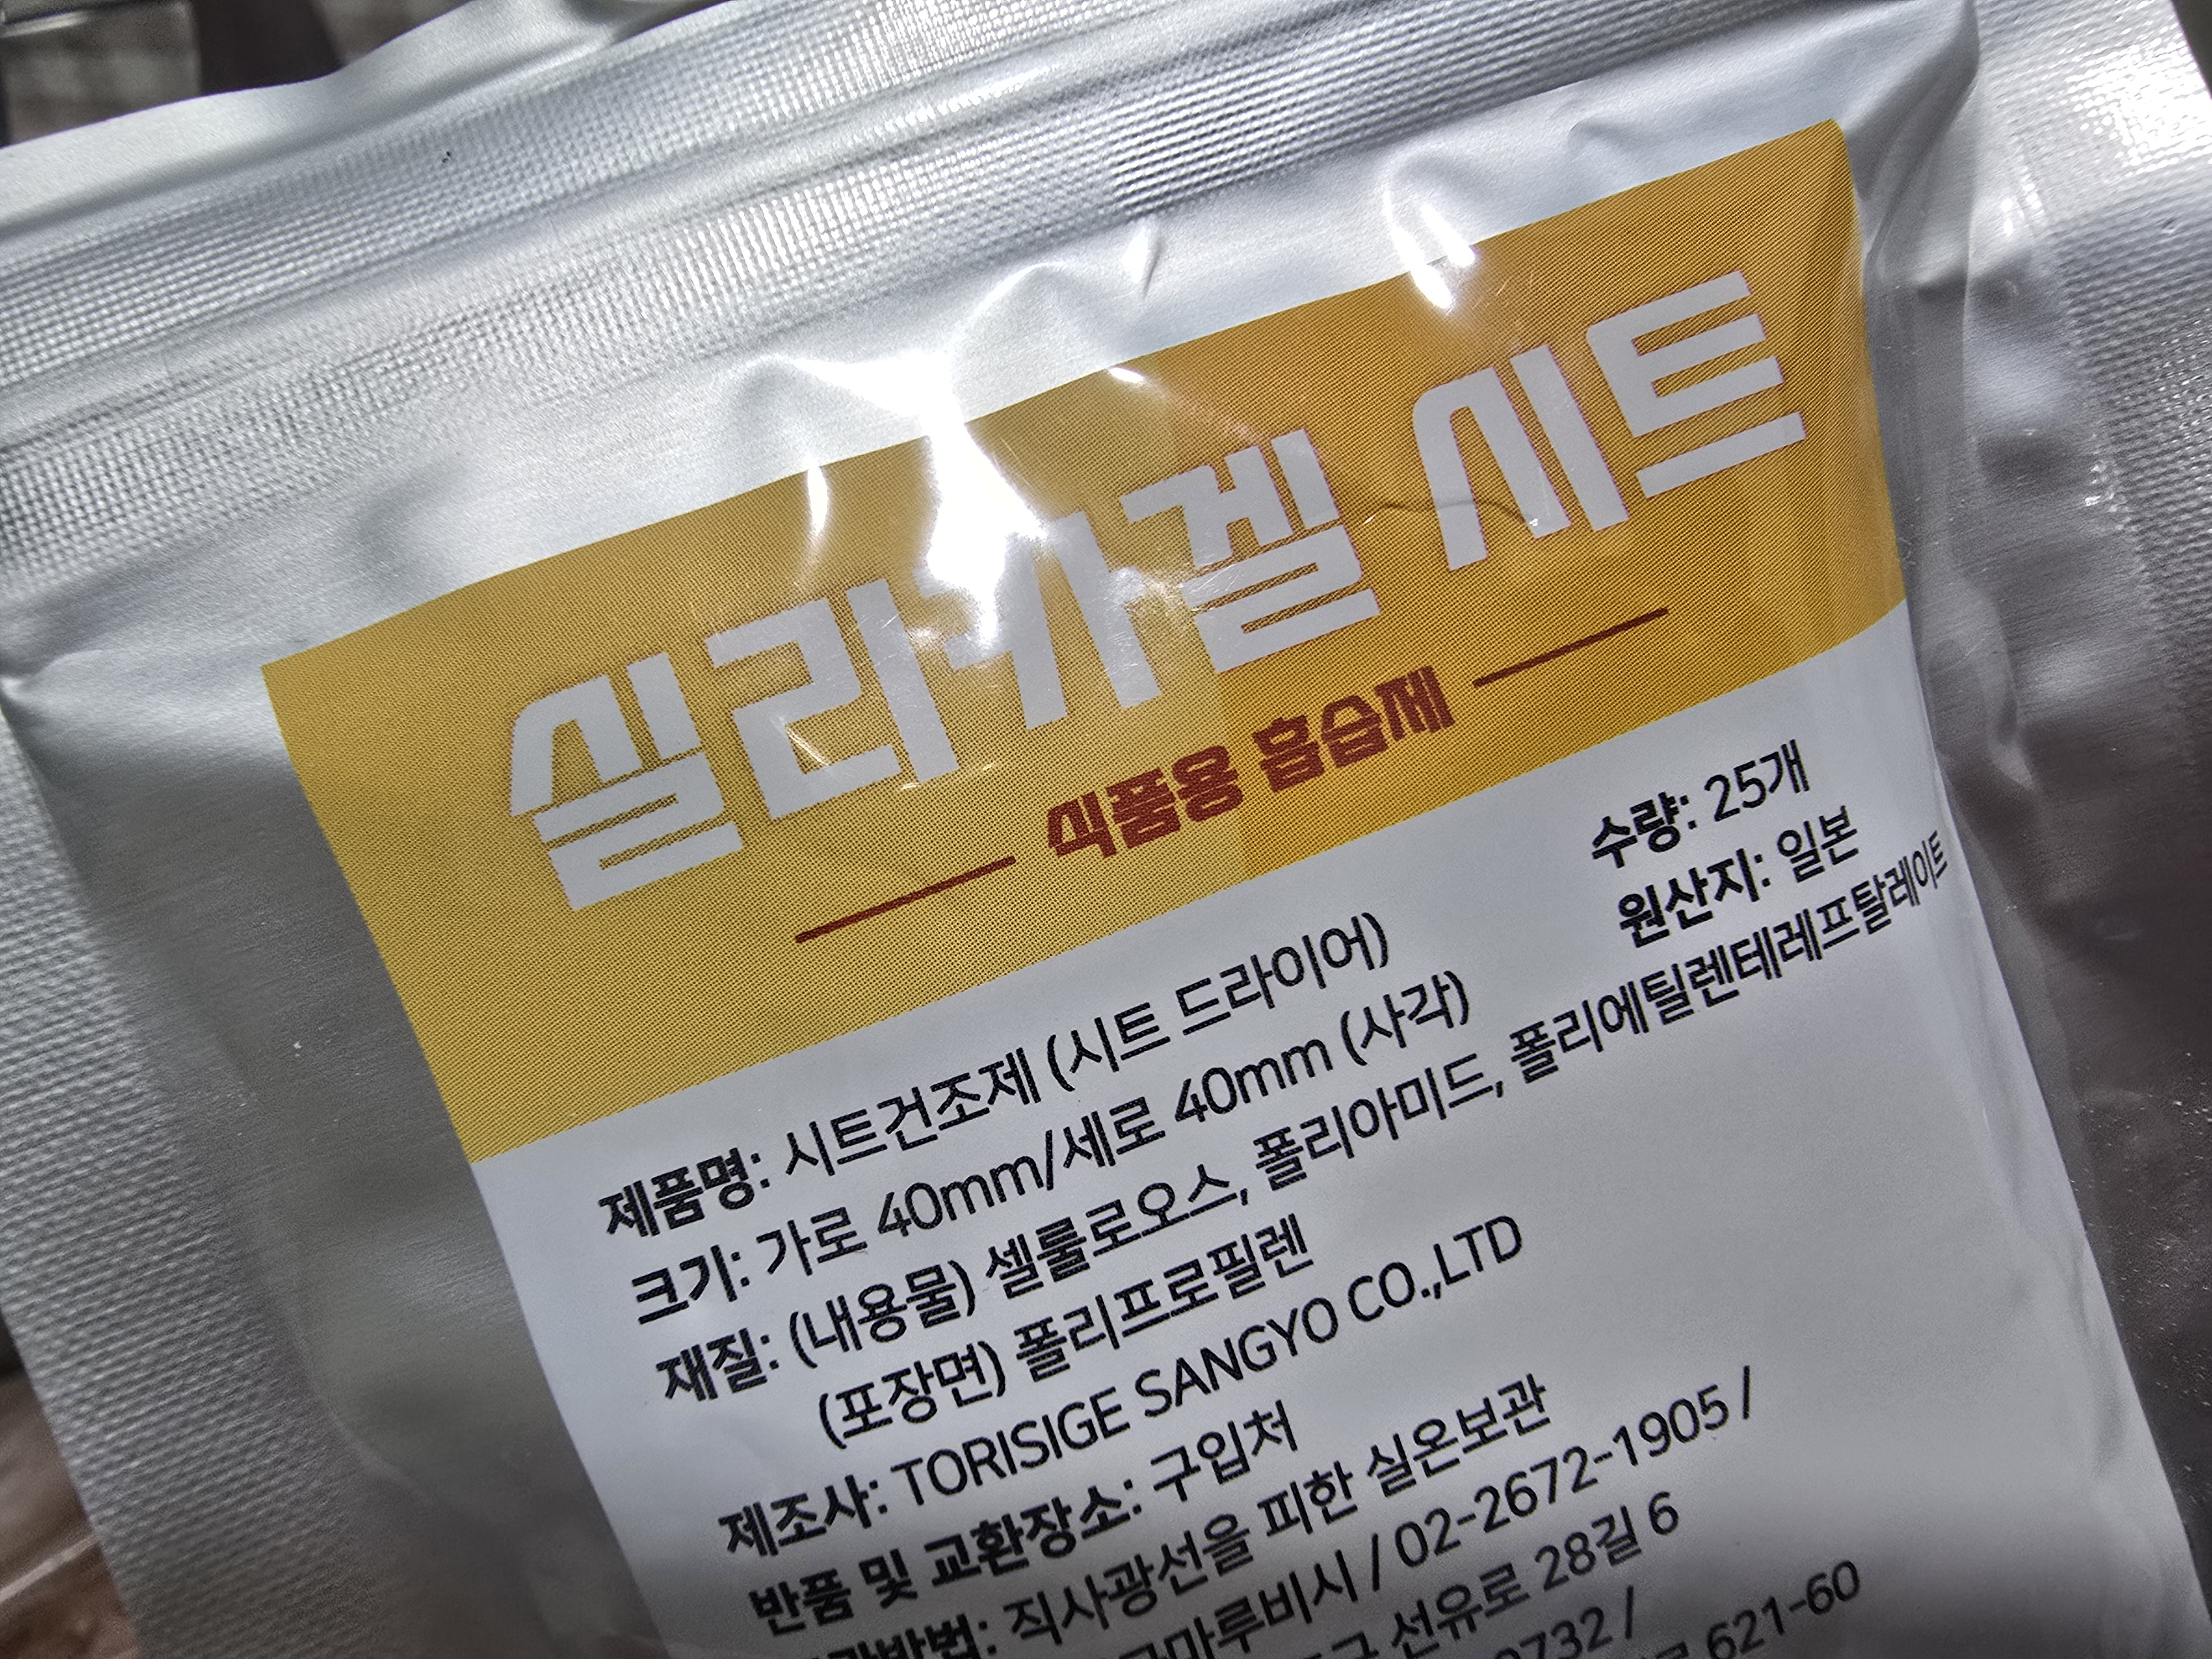 실리카겔 시트
식품용 흡습제
제품명: 시트건조제 (시트 드라이어) 수량: 25개
크기: 가로 40mm/세로 40mm (사각) 원산지: 일본
재질: (내용물) 셀룰로오스, 폴리아미드, 폴리에틸렌테레프탈레이트
(포장면) 폴리프로필렌
제조사: TORISIGE SANGYO CO.,LTD
반품 및 교환장소: 구입처
직사광선을 피한 실온보관
마루비시 / 02-2672-1905 /
선유로 28길 6
0732 /
621-60